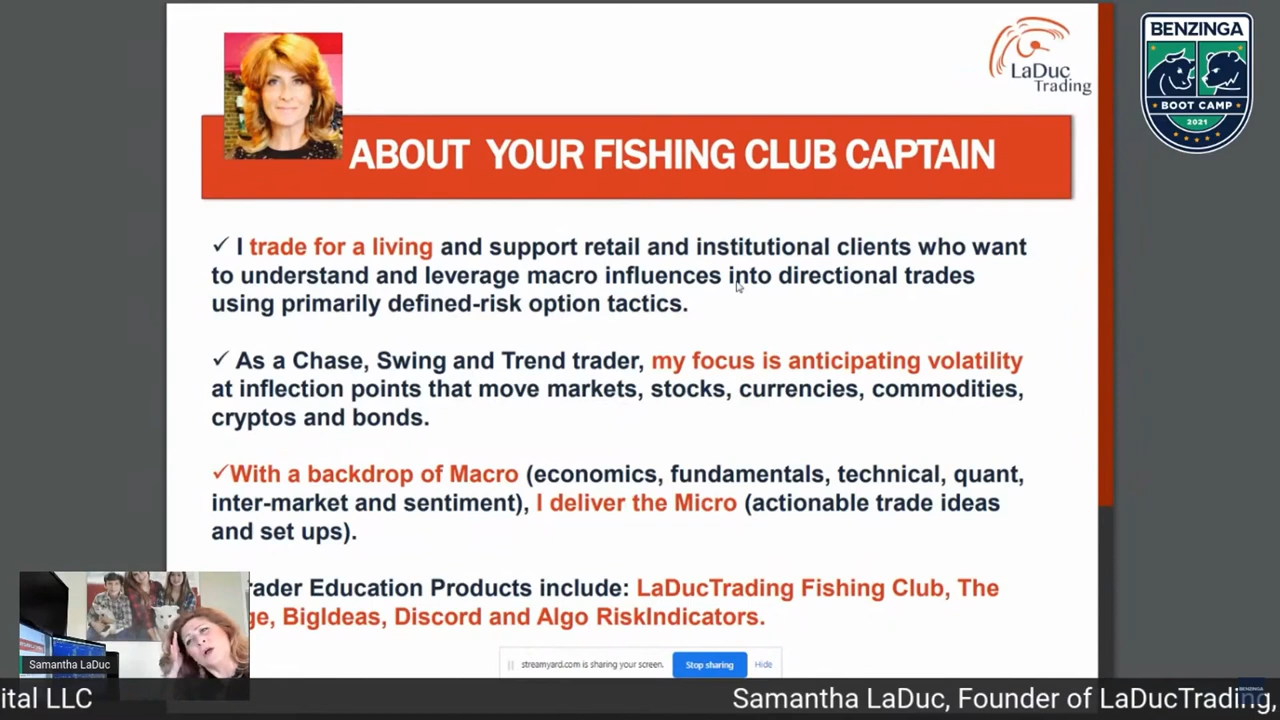 LaDuc
Trading
BENZINGA
BOOT CAMP
2021
ABOUT YOUR FISHING CLUB CAPTAIN
✓ I trade for a living and support retail and institutional clients who want
to understand and leverage macro influences into directional trades
using primarily defined-risk option tactics.
✓ As a Chase, Swing and Trend trader, my focus is anticipating volatility
at inflection points that move markets, stocks, currencies, commodities,
cryptos and bonds.
✓With a backdrop of Macro (economics, fundamentals, technical, quant,
inter-market and sentiment), I deliver the Micro (actionable trade ideas
and set ups).
rader Education Products include: LaDucTrading Fishing Club, The
ge, BigIdeas, Discord and Algo RiskIndicators.
streamyard.com is sharing your screen. Stop sharing Hide
Samantha LaDuc
ital LLC Samantha LaDuc, Founder of LaDucTrading,
BENZINGA